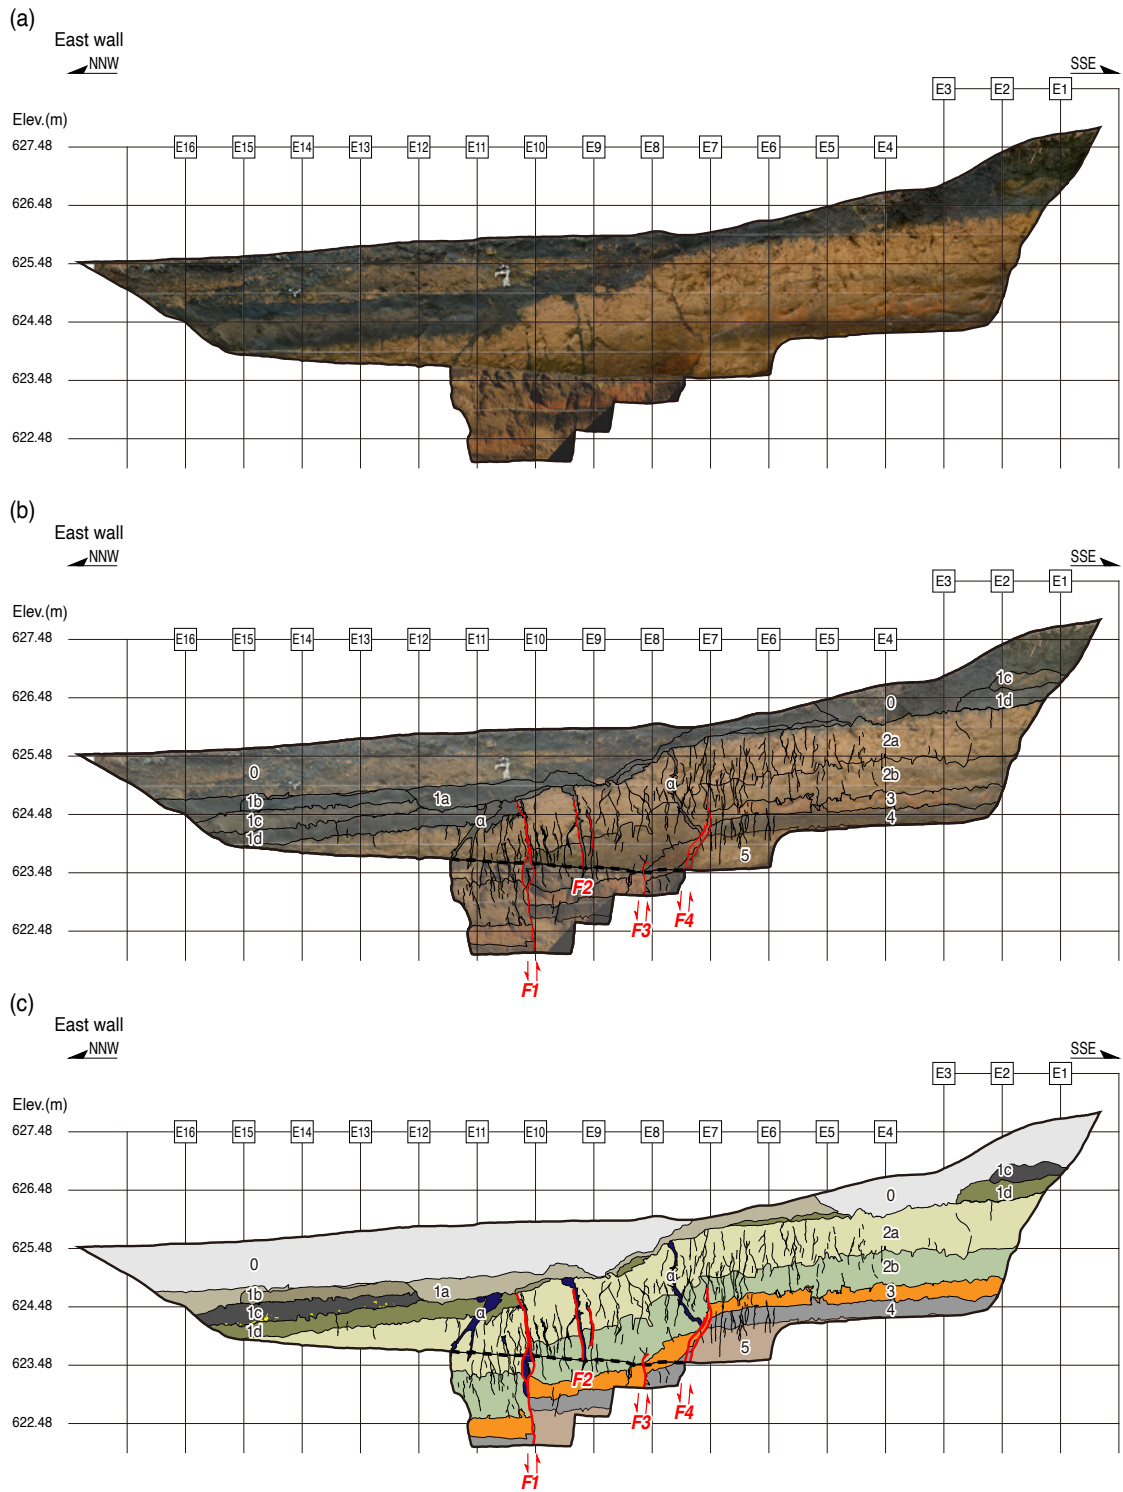 (a)
East wall
NNW SSE
E3 E2 E1
Elev.(m)
627.48 E16 E15 E14 E13 E12 E11 E10 E9 E8 E7 E6 E5 E4
626.48
625.48
624.48
623.48
622.48
(b)
East wall
NNW SSE
E3 E2 E1
Elev.(m)
627.48 E16 E15 E14 E13 E12 E11 E10 E9 E8 E7 E6 E5 E4
1c
626.48 0 1d
2a
625.48 0 α 2b
1b 1a 3
624.48 1c α 4
1d 5
623.48
F2
F3 F4
622.48
F1
(c)
East wall
NNW SSE
E3 E2 E1
Elev.(m)
627.48 E16 E15 E14 E13 E12 E11 E10 E9 E8 E7 E6 E5 E4
1c
626.48 0 1d
2a
625.48 0 α 2b
1b 1a 3
624.48 1c α 4
1d 5
623.48
F2
F3 F4
622.48
F1